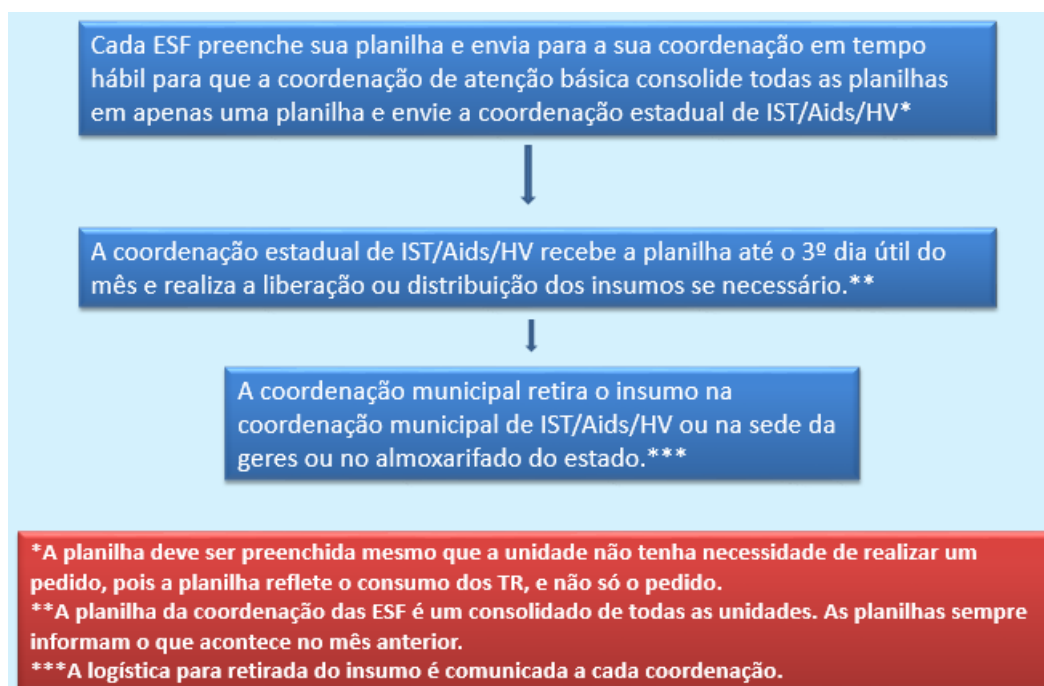 Cada ESF preenche sua planilha e envia para a sua coordenação em tempo
hábil para que a coordenação de atenção básica consolide todas as planilhas
em apenas uma planilha e envie a coordenação estadual de IST/Aids/HV*
A coordenação estadual de IST/Aids/HV recebe a planilha até o 3º dia útil do
mês e realiza a liberação ou distribuição dos insumos se necessário.**
A coordenação municipal retira o insumo na
coordenação municipal de IST/Aids/HV ou na sede da
geres ou no almoxarifado do estado.***
*A planilha deve ser preenchida mesmo que a unidade não tenha necessidade de realizar um
pedido, pois a planilha reflete o consumo dos TR, e não só o pedido.
**A planilha da coordenação das ESF é um consolidado de todas as unidades. As planilhas sempre
informam o que acontece no mês anterior.
***A logística para retirada do insumo é comunicada a cada coordenação.